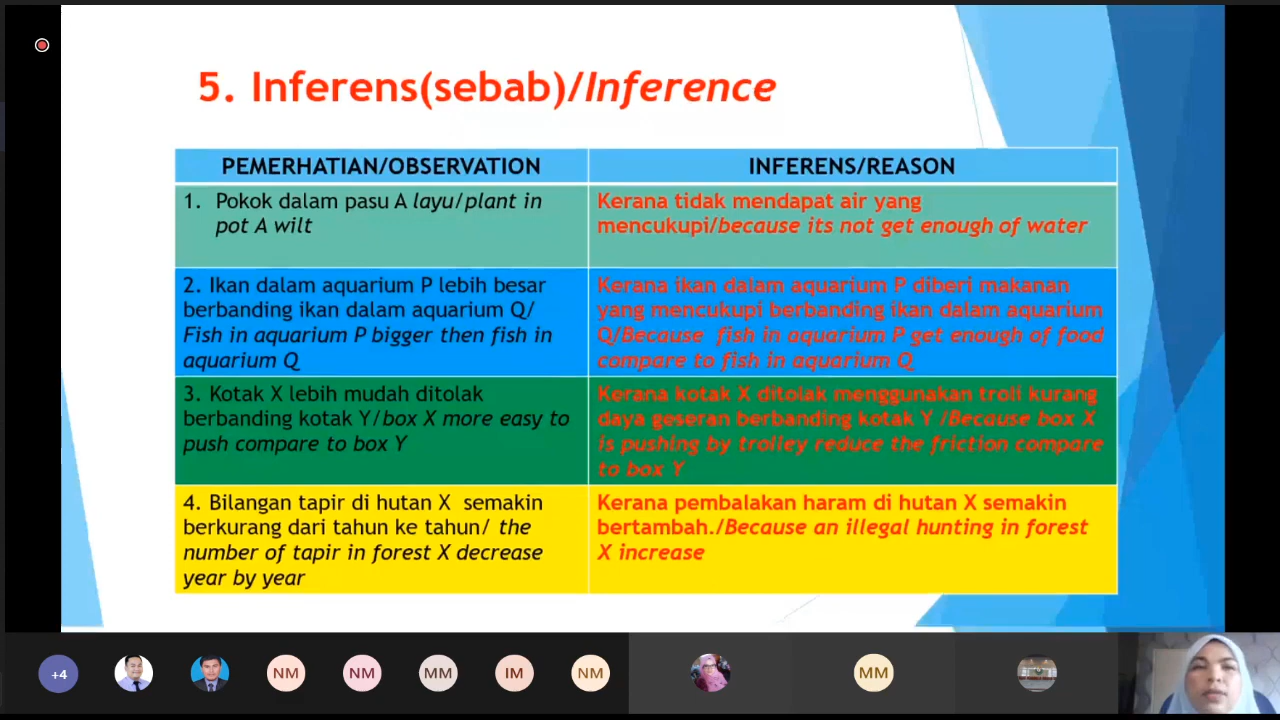 5. Inferens(sebab)/Inference
PEMERHATIAN/OBSERVATION
INFERENS/REASON
1. Pokok dalam pasu A layu/plant in
pot A wilt
Kerana tidak mendapat air yang
mencukupi/because its not get enough of water
2. Ikan dalam aquarium P lebih besar
berbanding ikan dalam aquarium Q/
Fish in aquarium P bigger then fish in
aquarium Q
Kerana ikan dalam aquarium P diberi makanan
yang mencukupi berbanding ikan dalam aquarium
Q/Because fish in aquarium P get enough of food
compare to fish in aquarium Q
3. Kotak X lebih mudah ditolak
berbanding kotak Y/box X more easy to
push compare to box Y
Kerana kotak X ditolak menggunakan troli kurang
daya geseran berbanding kotak Y /Because box X
is pushing by trolley reduce the friction compare
to box Y
4. Bilangan tapir di hutan X semakin
berkurang dari tahun ke tahun/ the
number of tapir in forest X decrease
year by year
Kerana pembalakan haram di hutan X semakin
bertambah./Because an illegal hunting in forest
X increase
+4
NM
NM
MM
IM
NM
MM